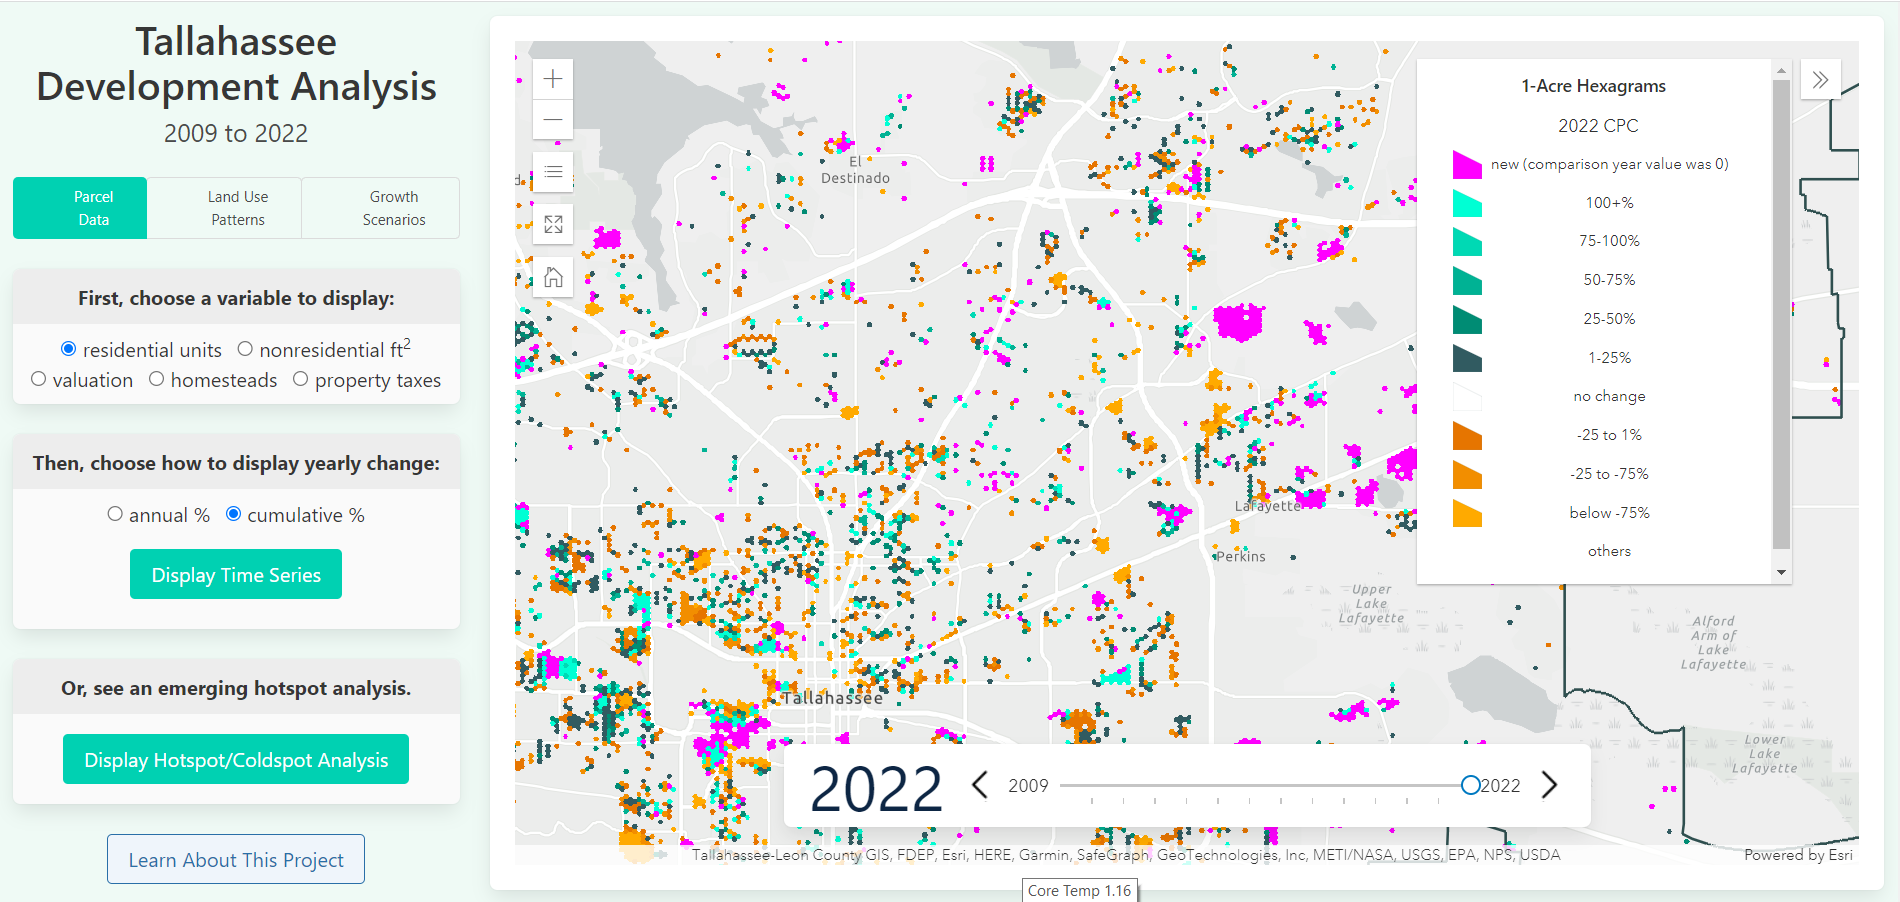 Tallahassee
Development Analysis
2009 to 2022
Parcel
Data
Land Use
Patterns
Growth
Scenarios
First, choose a variable to display:
residential units
nonresidential ft²
valuation
homesteads
property taxes
Then, choose how to display yearly change:
annual %
cumulative %
Display Time Series
Or, see an emerging hotspot analysis.
Display Hotspot/Coldspot Analysis
Learn About This Project
El
Destinado
Lafayette
Perkins
Upper
Lake
Lafayette
Alford
Arm of
Lake
Lafayette
Lower
Lake
Lafayette
Tallahassee
1-Acre Hexagrams
2022 CPC
new (comparison year value was 0)
100+%
75-100%
50-75%
25-50%
1-25%
no change
-25 to 1%
-25 to -75%
below -75%
others
2022
2009
2022
Tallahassee-Leon County GIS, FDEP, Esri, HERE, Garmin, SafeGraph, GeoTechnologies, Inc, METI/NASA, USGS, EPA, NPS, USDA
Powered by Esri
Core Temp 1.16